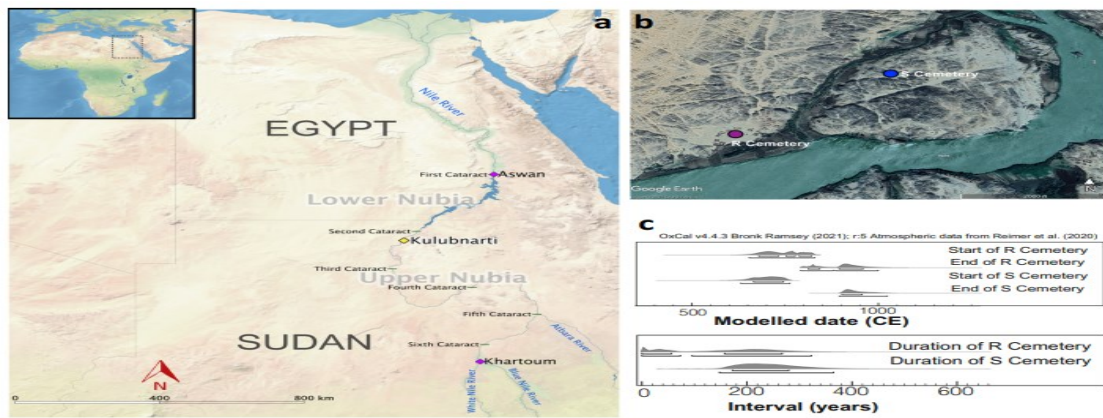 a
EGYPT
Nile River
First Cataract
Aswan
Lower Nubia
Second Cataract
Kulubnarti
Third Cataract
Upper Nubia
Fourth Cataract
Fifth Cataract
SUDAN
Atbara River
Sixth Cataract
Khartoum
White Nile River
Blue Nile River
N
0 400 800 km
b
S Cemetery
R Cemetery
Google Earth
N
c
OxCal v4.4.3 Bronk Ramsey (2021); r:5 Atmospheric data from Reimer et al. (2020)
Start of R Cemetery
End of R Cemetery
Start of S Cemetery
End of S Cemetery
500 1000
Modelled date (CE)
Duration of R Cemetery
Duration of S Cemetery
0 200 400 600
Interval (years)